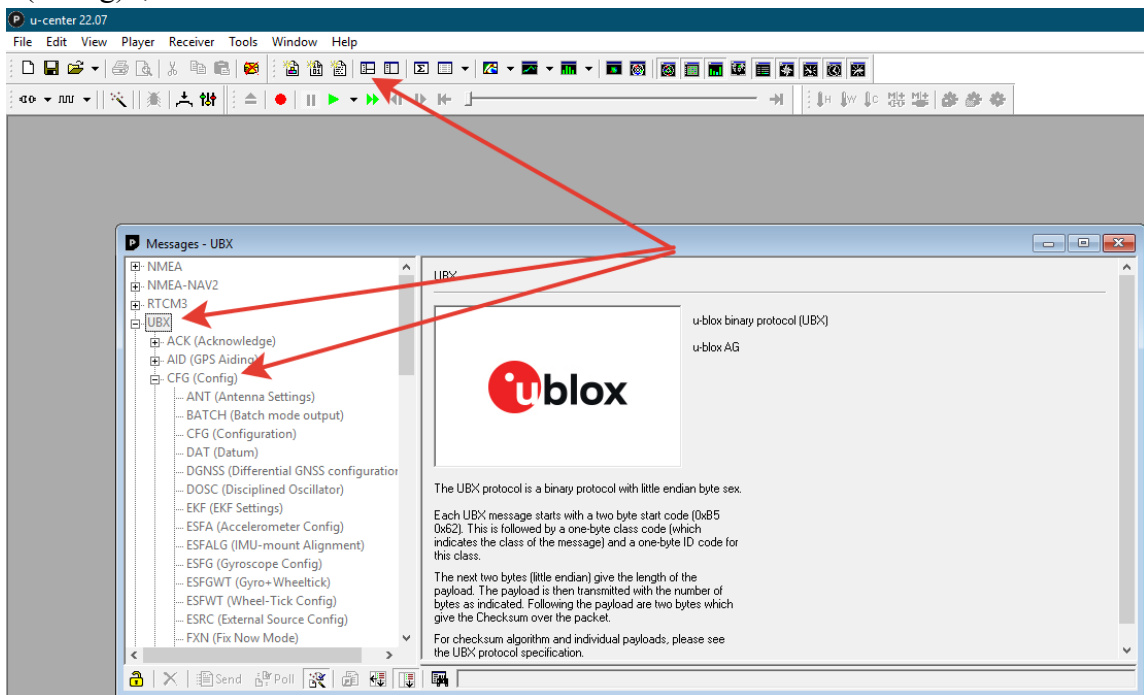 u-center 22.07
File Edit View Player Receiver Tools Window Help
Messages - UBX
NMEA
NMEA-NAV2
RTCM3
UBX
ACK (Acknowledge)
AID (GPS Aiding)
CFG (Config)
ANT (Antenna Settings)
BATCH (Batch mode output)
CFG (Configuration)
DAT (Datum)
DGNSS (Differential GNSS configuration
DOSC (Disciplined Oscillator)
EKF (EKF Settings)
ESFA (Accelerometer Config)
ESFALG (IMU-mount Alignment)
ESFG (Gyroscope Config)
ESFGWT (Gyro+Wheeltick)
ESFWT (Wheel-Tick Config)
ESRC (External Source Config)
FXN (Fix Now Mode)
UBX
ublox
u-blox binary protocol (UBX)
u-blox AG
The UBX protocol is a binary protocol with little endian byte sex.
Each UBX message starts with a two byte start code (0xB5
0x62). This is followed by a one-byte class code (which
indicates the class of the message) and a one-byte ID code for
this class.
The next two bytes (little endian) give the length of the
payload. The payload is then transmitted with the number of
bytes as indicated. Following the payload are two bytes which
give the Checksum over the packet.
For checksum algorithm and individual payloads, please see
the UBX protocol specification.
Send Poll